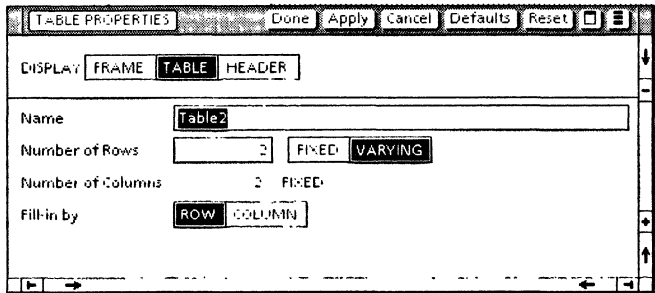 TABLE PROPERTIES Done Apply Cancel Defaults Reset
DISPLAY FRAME TABLE HEADER
Name Table2
Number of Rows 2 FIXED VARYING
Number of Columns 2 FIXED
Fill-in by ROW COLUMN